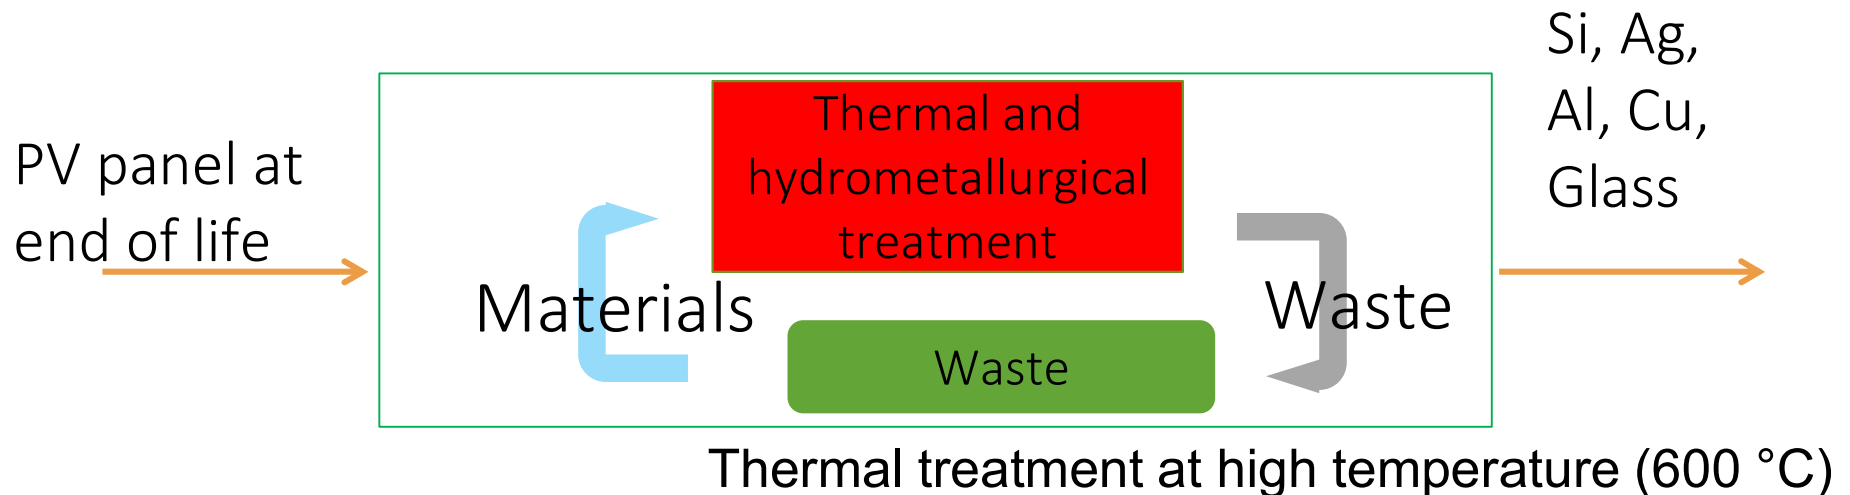 PV panel at
end of life
Thermal and
hydrometallurgical
treatment
Materials
Waste
Waste
Si, Ag,
Al, Cu,
Glass
Thermal treatment at high temperature (600 °C)